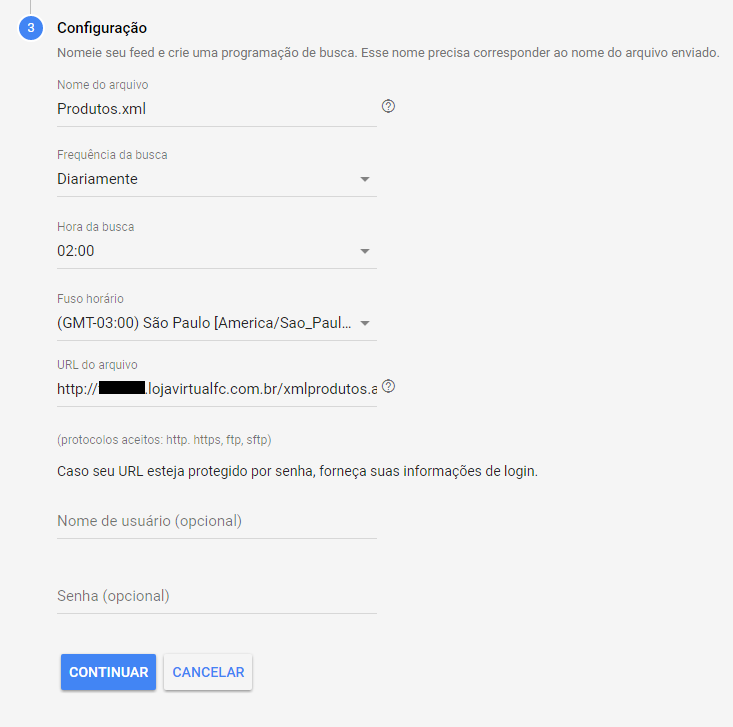 3 Configuração
Nomeie seu feed e crie uma programação de busca. Esse nome precisa corresponder ao nome do arquivo enviado.
Nome do arquivo
Produtos.xml
Frequência da busca
Diariamente
Hora da busca
02:00
Fuso horário
(GMT-03:00) São Paulo [America/Sao_Paul...
URL do arquivo
http:// .lojavirtualfc.com.br/xmlprodutos.a
(protocolos aceitos: http. https, ftp, sftp)
Caso seu URL esteja protegido por senha, forneça suas informações de login.
Nome de usuário (opcional)
Senha (opcional)
CONTINUAR CANCELAR